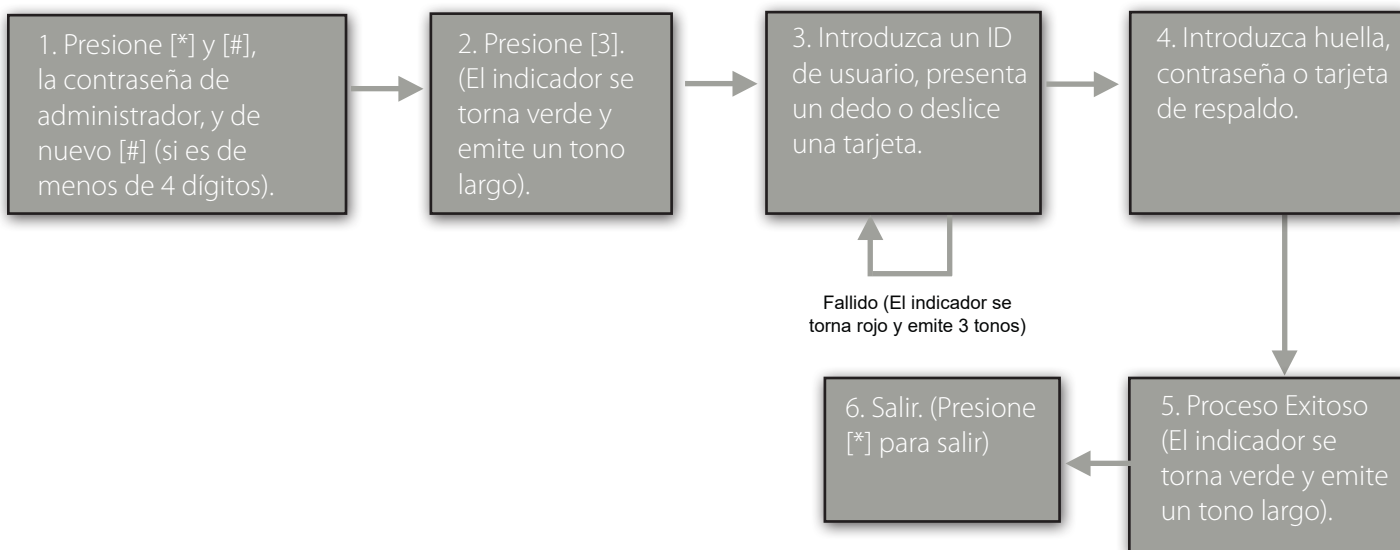 1. Presione [*] y [#],
la contraseña de
administrador, y de
nuevo [#] (si es de
menos de 4 dígitos).
2. Presione [3].
(El indicador se
torna verde y
emite un tono
largo).
3. Introduzca un ID
de usuario, presenta
un dedo o deslice
una tarjeta.
4. Introduzca huella,
contraseña o tarjeta
de respaldo.
Fallido (El indicador se
torna rojo y emite 3 tonos)
5. Proceso Exitoso
(El indicador se
torna verde y emite
un tono largo).
6. Salir. (Presione
[*] para salir)